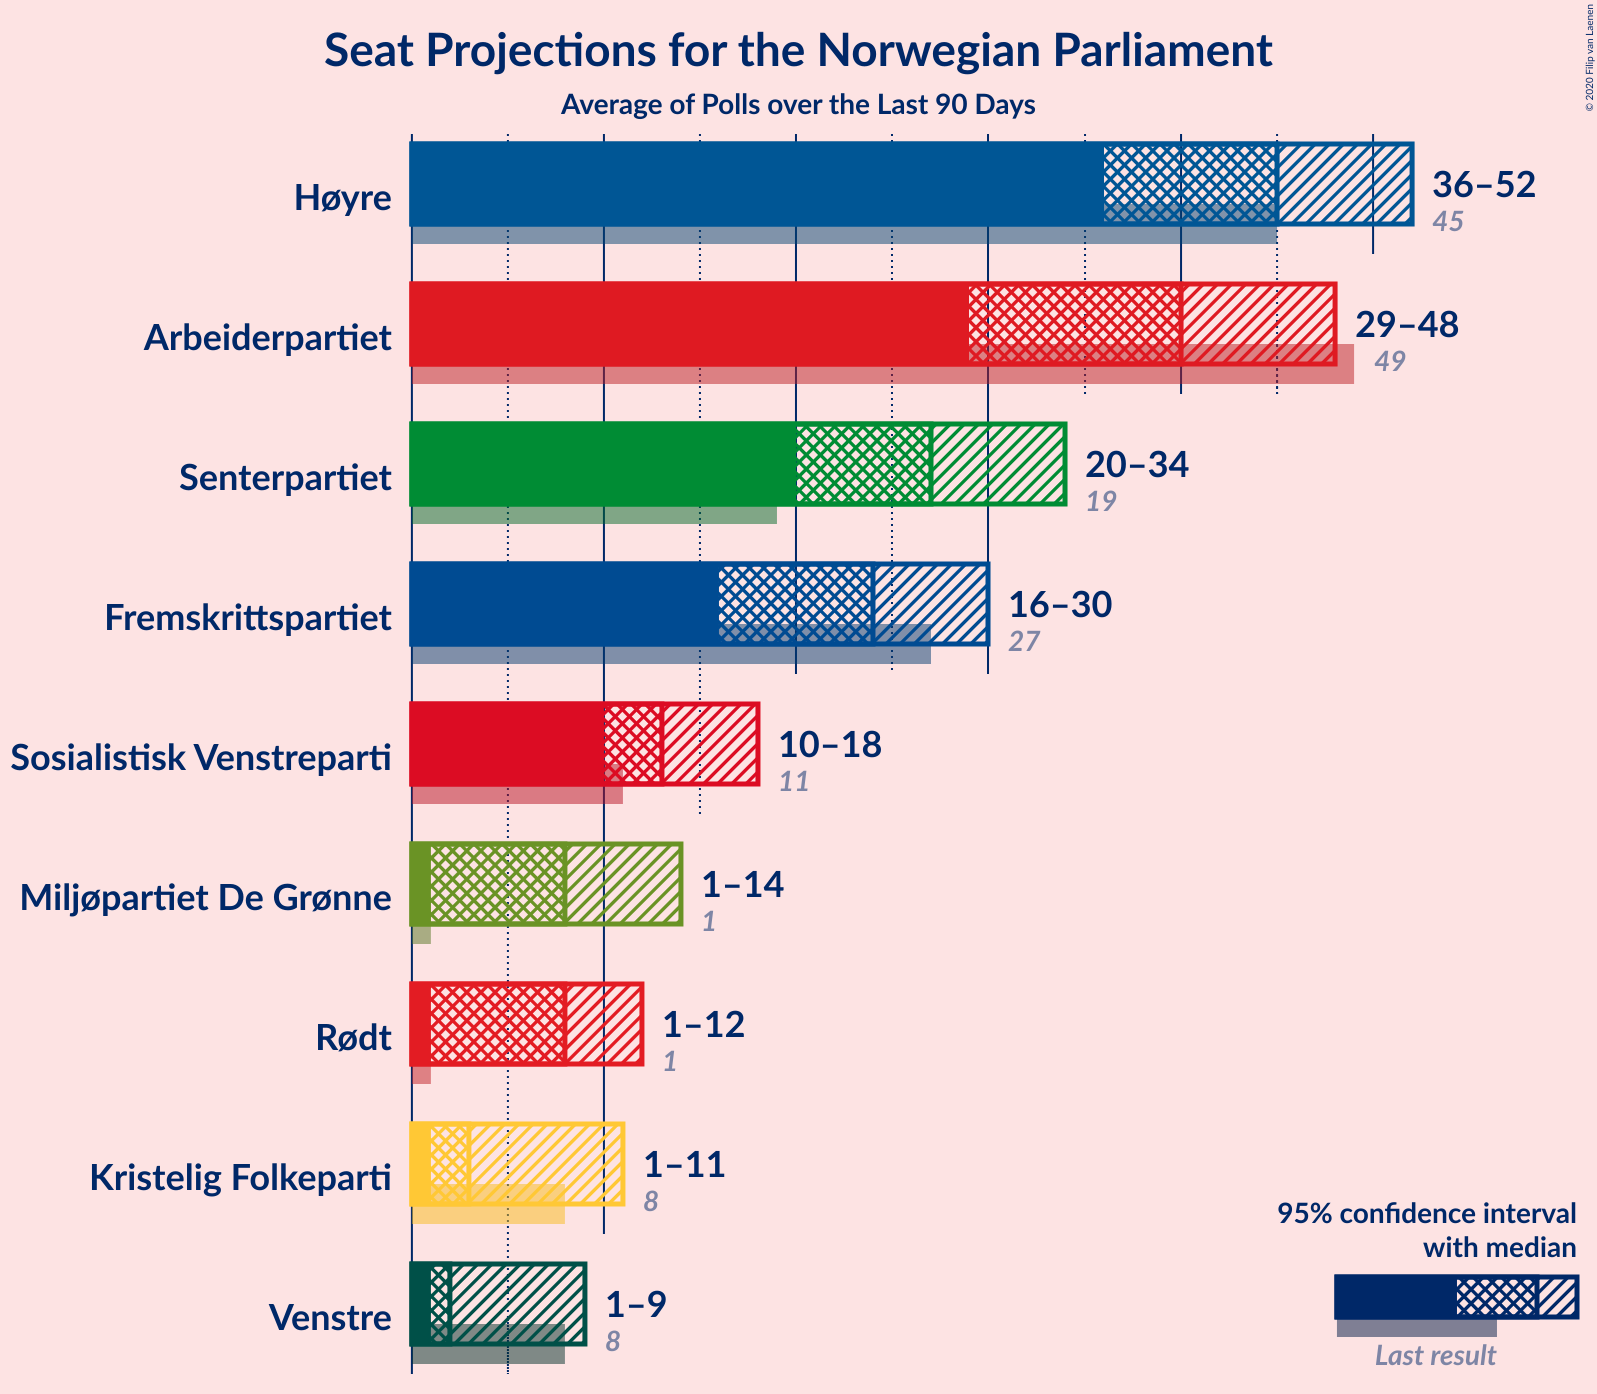 Seat Projections for the Norwegian Parliament
Average of Polls over the Last 90 Days
© 2020 Filip van Laenen
Høyre
36–52
45
Arbeiderpartiet
29–48
49
Senterpartiet
20–34
19
Fremskrittspartiet
16–30
27
Sosialistisk Venstreparti
10–18
11
Miljøpartiet De Grønne
1–14
1
Rødt
1–12
1
Kristelig Folkeparti
1–11
8
Venstre
1–9
8
95% confidence interval
with median
Last result